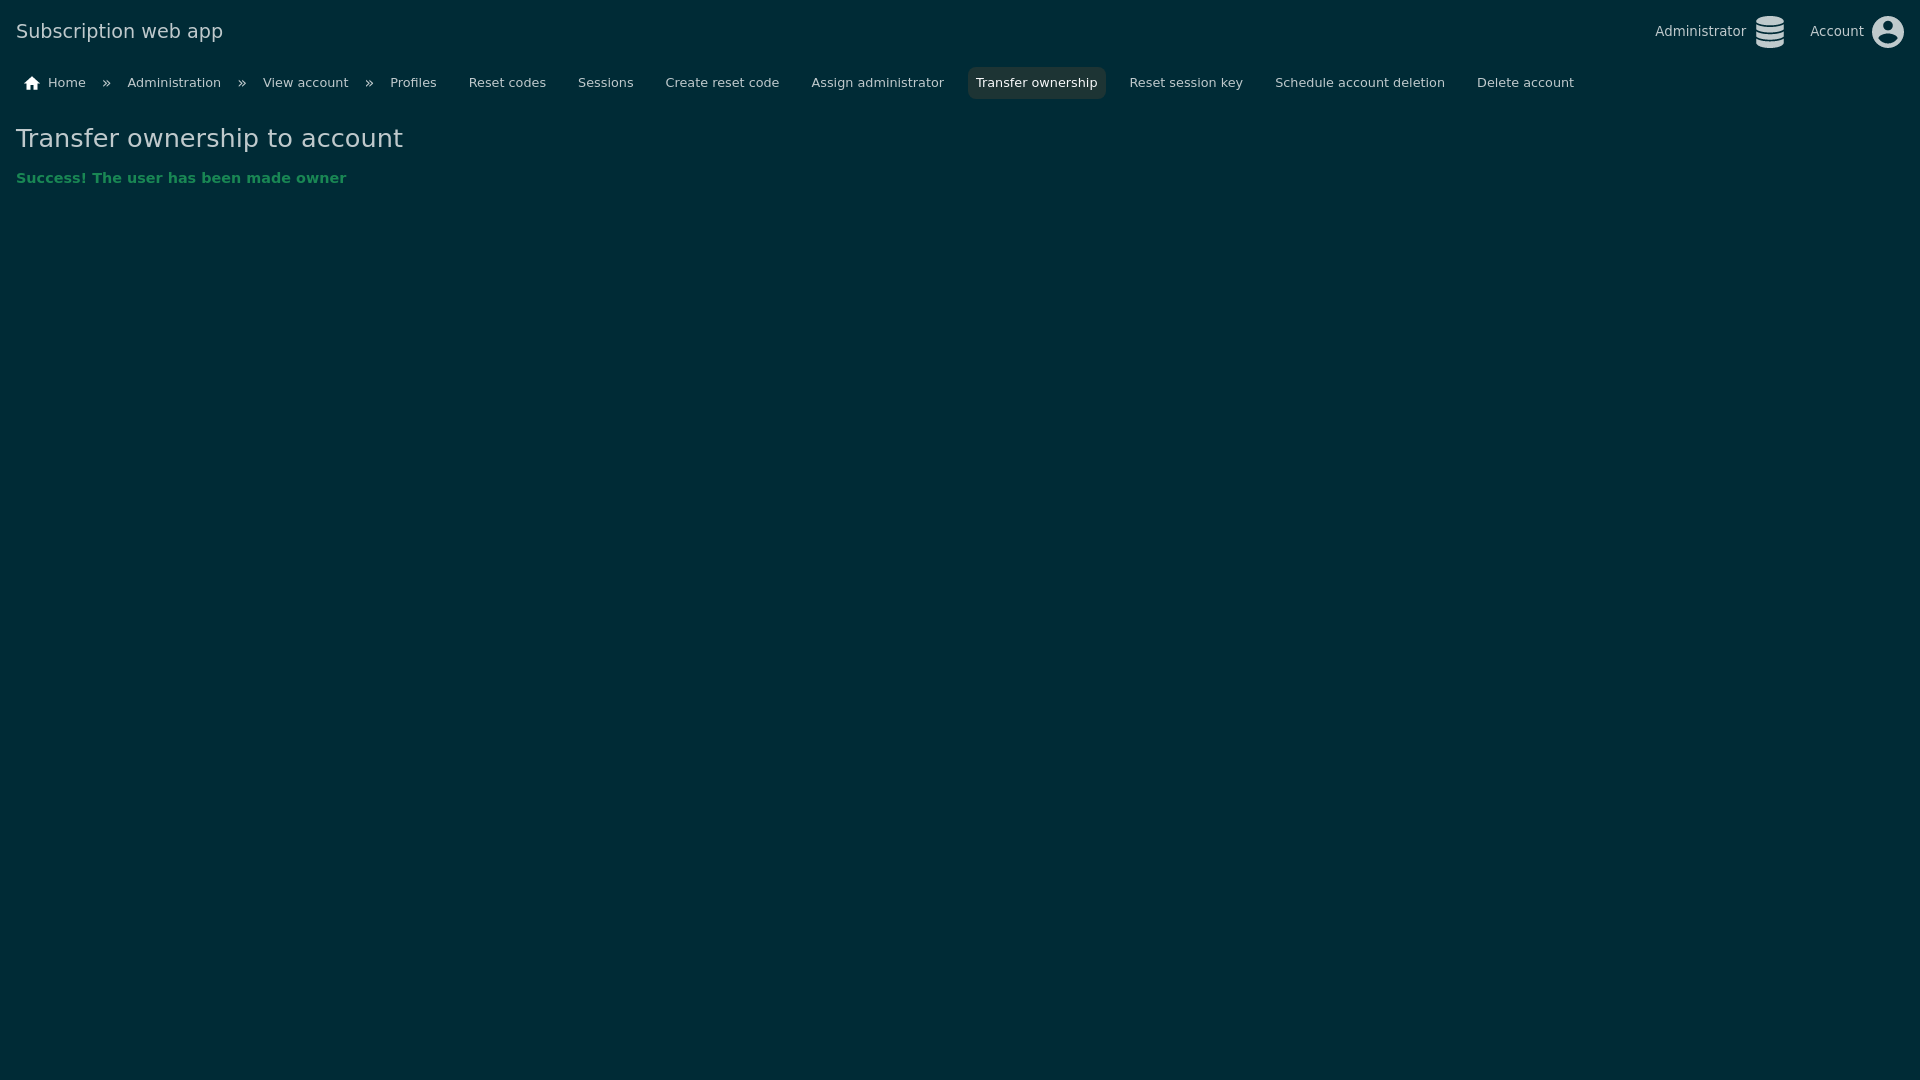 Subscription web app
Administrator
Account
Home » Administration » View account » Profiles Reset codes Sessions Create reset code Assign administrator Transfer ownership Reset session key Schedule account deletion Delete account
Transfer ownership to account
Success! The user has been made owner